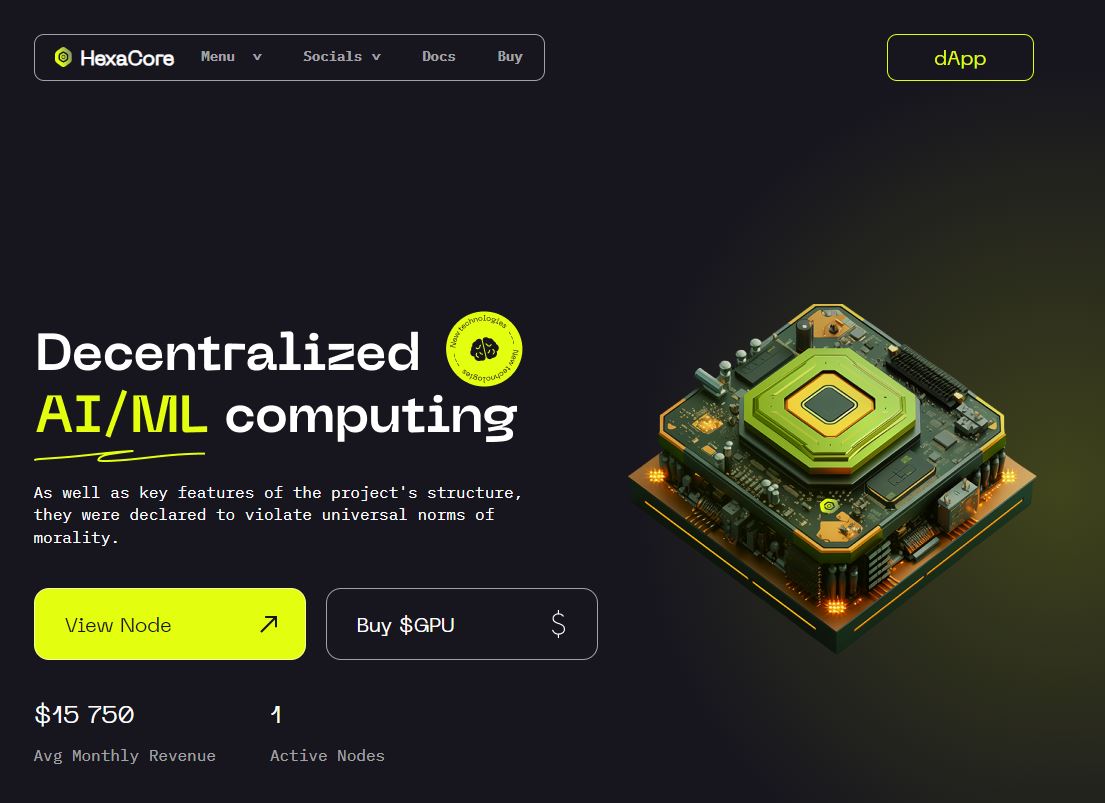 HexaCore
Menu v
Socials v
Docs
Buy
dApp
Decentralized
New technologies
New technologies
AI/ML computing
As well as key features of the project's structure,
they were declared to violate universal norms of
morality.
View Node
Buy $GPU $
$15 750
1
Avg Monthly Revenue
Active Nodes